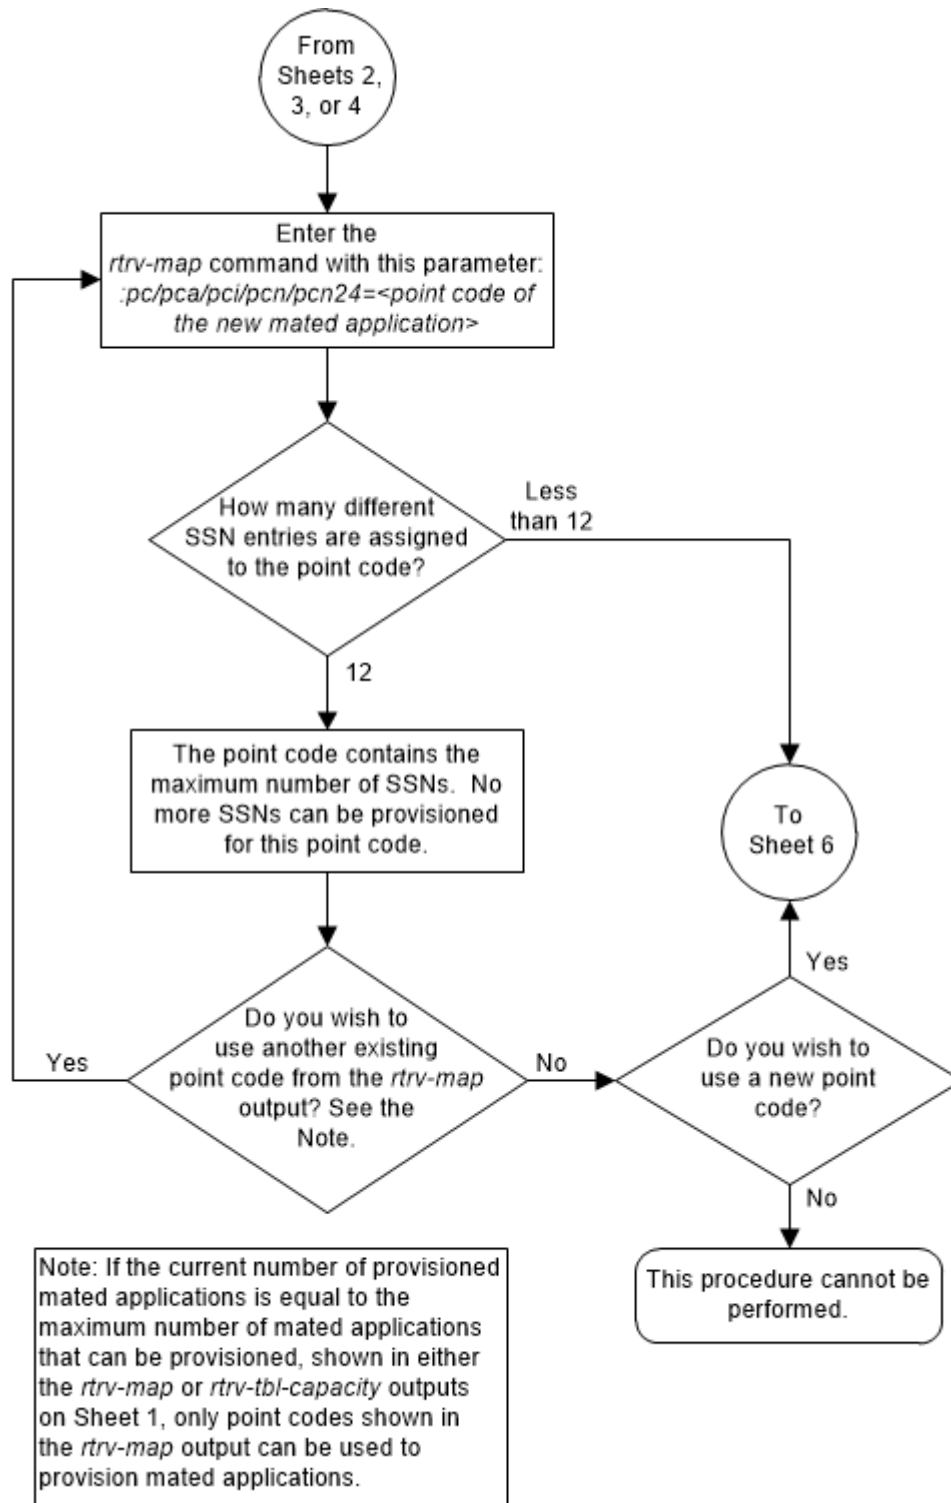 From
Sheets 2,
3, or 4
Enter the
rtrv-map command with this parameter:
:pc/pca/pci/pcn/pcn24=<point code of
the new mated application>
How many different
SSN entries are assigned
to the point code?
Less
than 12
12
The point code contains the
maximum number of SSNs.  No
more SSNs can be provisioned
for this point code.
To
Sheet 6
Yes
Do you wish to
use another existing
point code from the rtrv-map
output? See the
Note.
Yes
No
Do you wish to
use a new point
code?
No
This procedure cannot be
performed.
Note: If the current number of provisioned
mated applications is equal to the
maximum number of mated applications
that can be provisioned, shown in either
the rtrv-map or rtrv-tbl-capacity outputs
on Sheet 1, only point codes shown in
the rtrv-map output can be used to
provision mated applications.